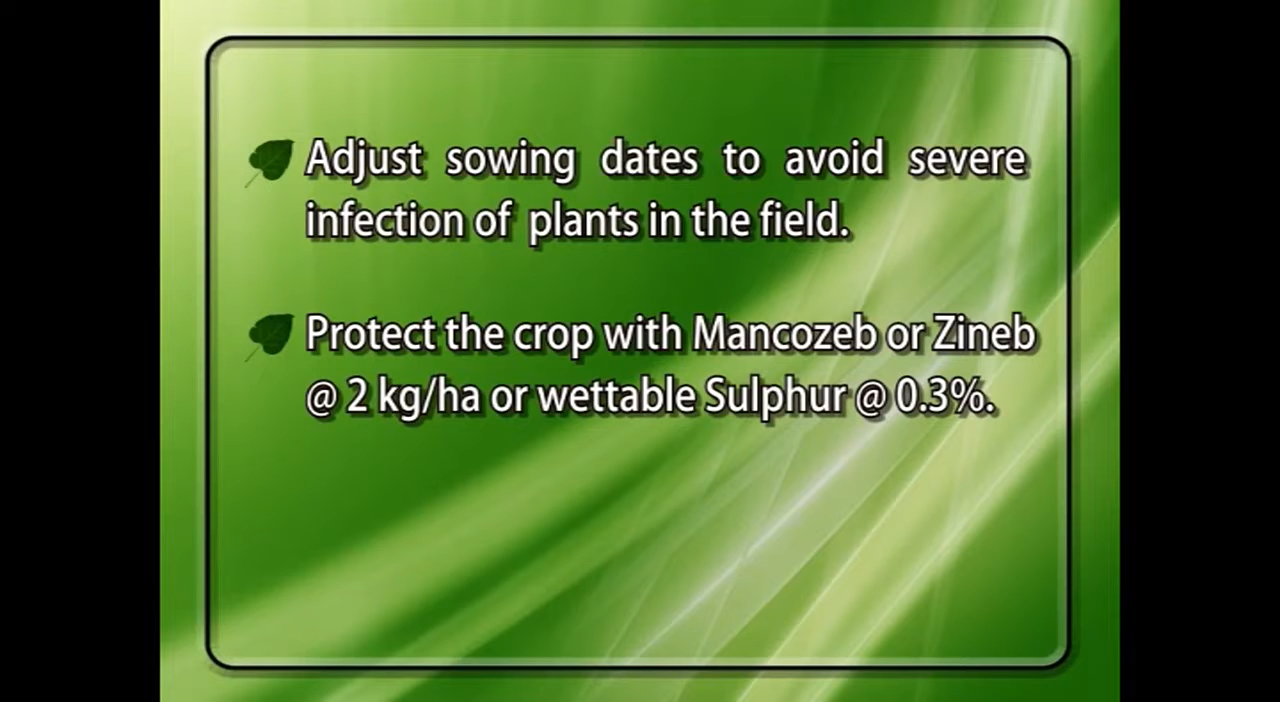 Adjust sowing dates to avoid severe
infection of plants in the field.
Protect the crop with Mancozeb or Zineb
@ 2 kg/ha or wettable Sulphur @ 0.3%.